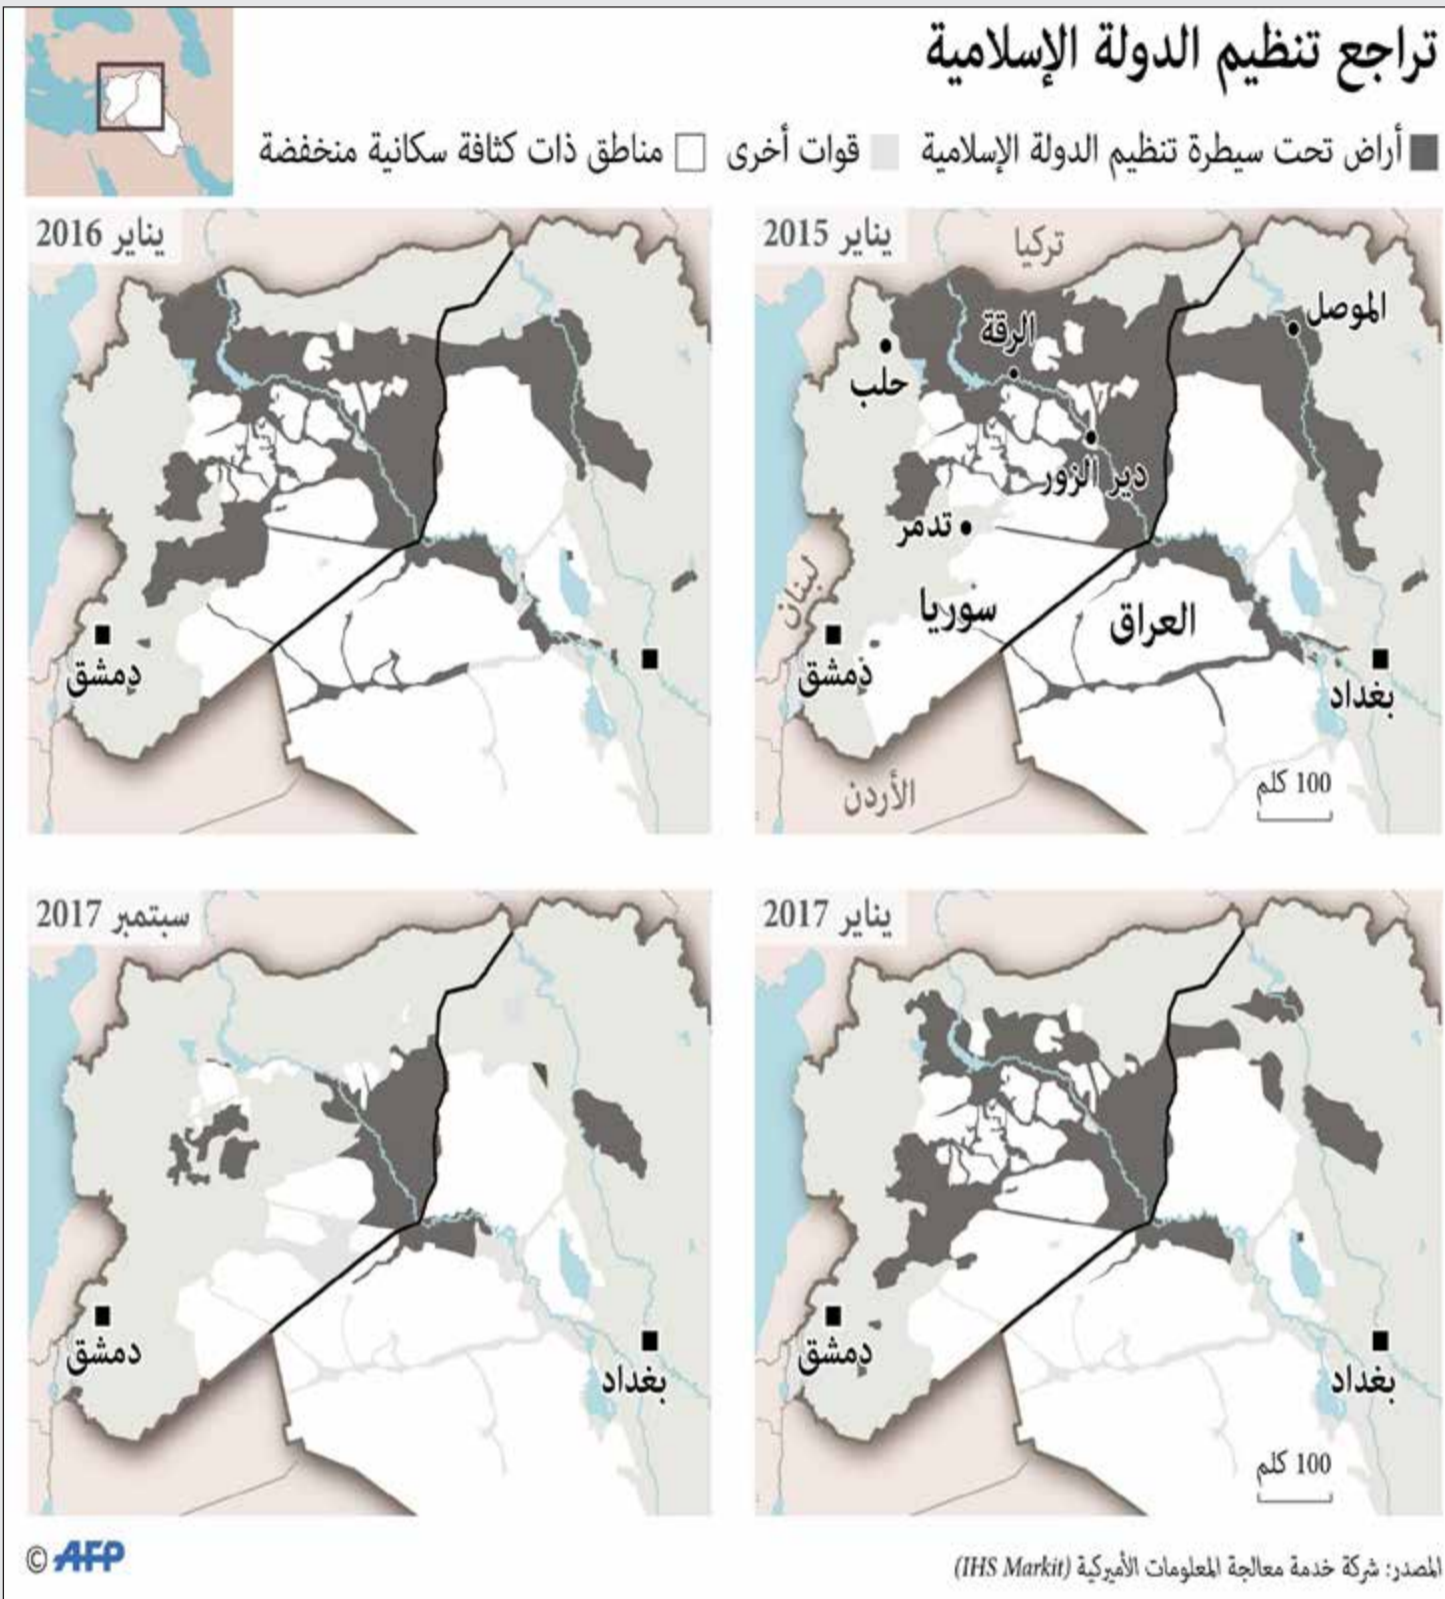 تراجع تنظيم الدولة الإسلامية
أراض تحت سيطرة تنظيم الدولة الإسلامية
قوات أخرى
مناطق ذات كثافة سكانية منخفضة
يناير 2015
تركيا
الموصل
الرقة
حلب
دير الزور
تدمر
لبنان
سوريا
العراق
دمشق
بغداد
الأردن
100 كلم
يناير 2016
دمشق
يناير 2017
دمشق
بغداد
100 كلم
سبتمبر 2017
دمشق
بغداد
المصدر: شركة خدمة معالجة المعلومات الأميركية (IHS Markit)
© AFP